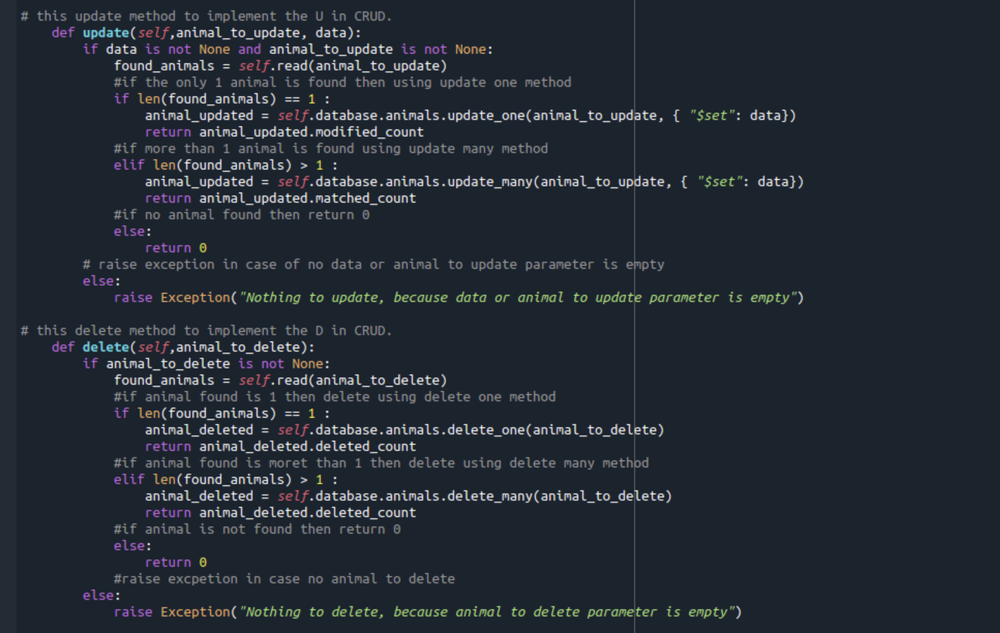 # this update method to implement the U in CRUD.
    def update(self,animal_to_update, data):
        if data is not None and animal_to_update is not None:
            found_animals = self.read(animal_to_update)
            #if the only 1 animal is found then using update one method
            if len(found_animals) == 1 :
                animal_updated = self.database.animals.update_one(animal_to_update, { "$set": data})
                return animal_updated.modified_count
            #if more than 1 animal is found using update many method
            elif len(found_animals) > 1 :
                animal_updated = self.database.animals.update_many(animal_to_update, { "$set": data})
                return animal_updated.matched_count
            #if no animal found then return 0
            else:
                return 0
        # raise exception in case of no data or animal to update parameter is empty
        else:
            raise Exception("Nothing to update, because data or animal to update parameter is empty")
# this delete method to implement the D in CRUD.
    def delete(self,animal_to_delete):
        if animal_to_delete is not None:
            found_animals = self.read(animal_to_delete)
            #if animal found is 1 then delete using delete one method
            if len(found_animals) == 1 :
                animal_deleted = self.database.animals.delete_one(animal_to_delete)
                return animal_deleted.deleted_count
            #if animal found is moret than 1 then delete using delete many method
            elif len(found_animals) > 1 :
                animal_deleted = self.database.animals.delete_many(animal_to_delete)
                return animal_deleted.deleted_count
            #if animal is not found then return 0
            else:
                return 0
            #raise excpetion in case no animal to delete
        else:
            raise Exception("Nothing to delete, because animal to delete parameter is empty")